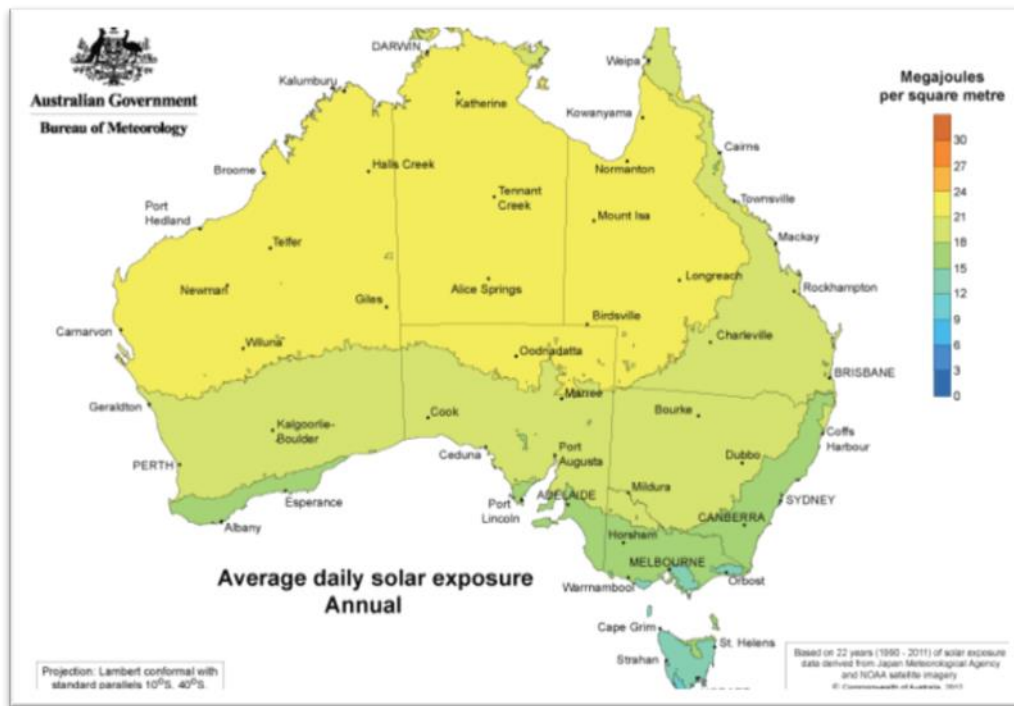 Australian Government
Bureau of Meteorology
DARWIN
Kalumbury
Katherine
Weipa
Kowanyama
Megajoules
per square metre
30
27
24
21
18
15
12
9
6
3
0
Cairns
Broome
Halls Creek
Normanton
Tennant
Creek
Townsville
Port
Hedland
Mount Isa
Mackay
Telfer
Newman
Giles
Alice Springs
Longreach
Rockhampton
Birdsville
Carnarvon
Wiluna
Oodnadatta
Charleville
BRISBANE
Marree
Geraldton
Kalgoorlie-
Boulder
Cook
Bourke
Coffs
Harbour
PERTH
Ceduna
Port
Augusta
Dubbo
Esperance
Albany
Port
Lincoln
ADELAIDE
Mildura
SYDNEY
CANBERRA
Horsham
MELBOURNE
Warrnambool
Orbost
Average daily solar exposure
Annual
Cape Grim
St. Helens
Strahan
Projection: Lambert conformal with
standard parallels 10°S, 40°S.
Based on 22 years (1990 - 2011) of solar exposure
data derived from Japan Meteorological Agency
and NOAA satellite imagery
© Commonwealth of Australia, 2012